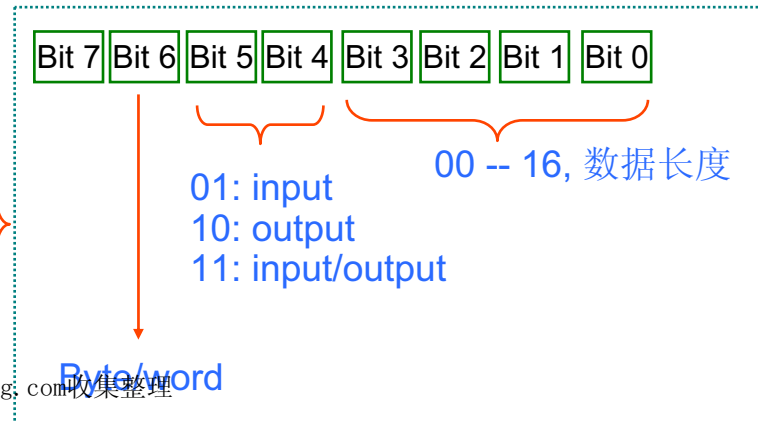 Bit 7 Bit 6 Bit 5 Bit 4 Bit 3 Bit 2 Bit 1 Bit 0
00 -- 16, 数据长度
01: input
10: output
11: input/output
Byte/word
g.com收集整理